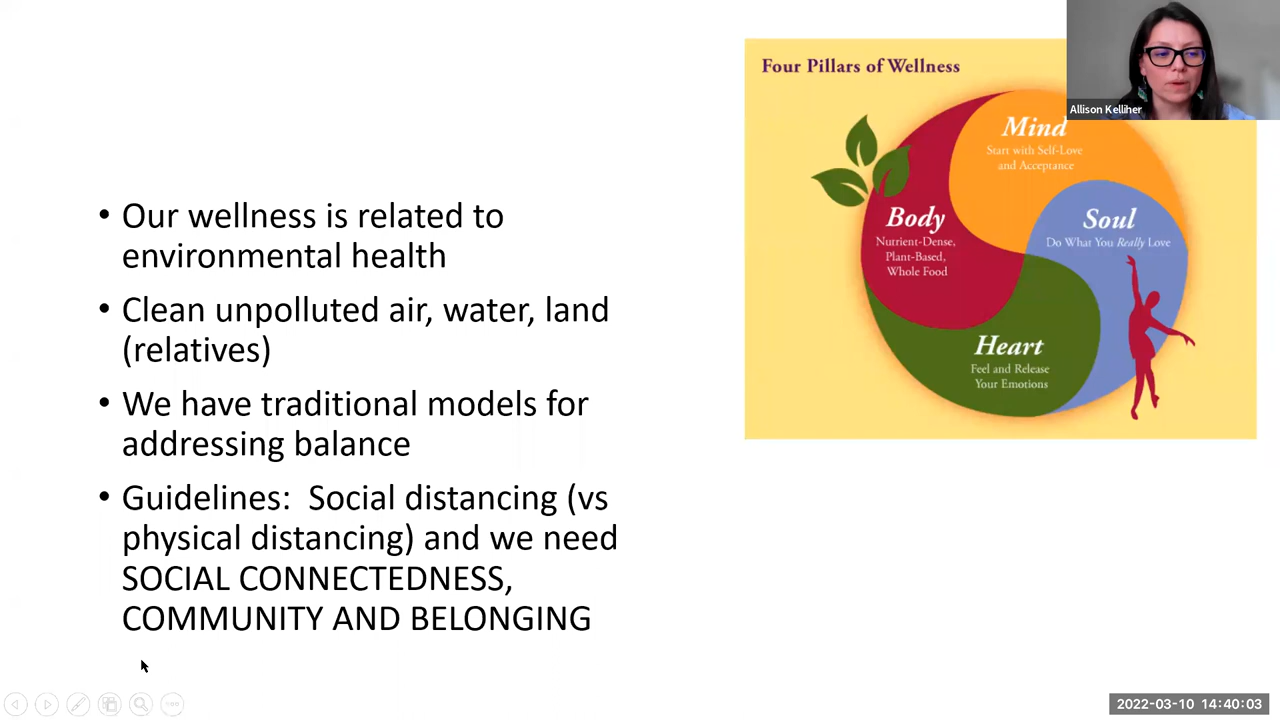 Four Pillars of Wellness
Allison Kelliher
Mind
Start with Self-Love
and Acceptance
Body
Nutrient-Dense,
Plant-Based,
Whole Food
Soul
Do What You Really Love
Heart
Feel and Release
Your Emotions
• Our wellness is related to
environmental health
• Clean unpolluted air, water, land
(relatives)
• We have traditional models for
addressing balance
• Guidelines:  Social distancing (vs
physical distancing) and we need
SOCIAL CONNECTEDNESS,
COMMUNITY AND BELONGING
2022-03-10 14:40:03